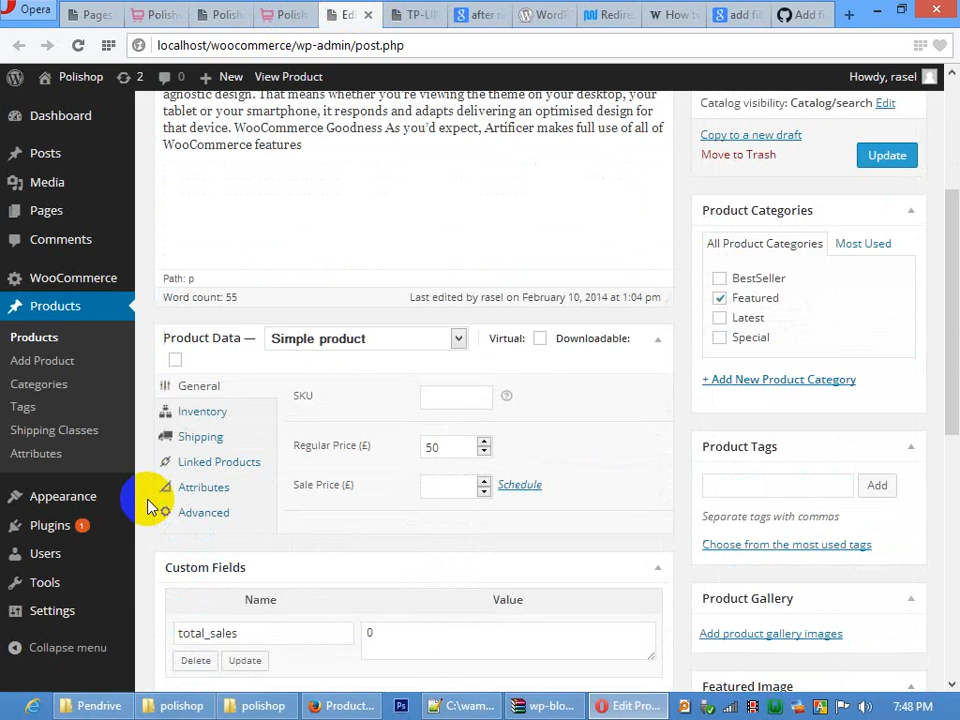 Opera
Pages
Polish
Polish
Polish
Ed
TP-LIN
after re
WordP
Redire
How to
add fil
Add fi
localhost/woocommerce/wp-admin/post.php
Polishop
2
0
New
View Product
Howdy, rasel
Dashboard
Posts
Media
Pages
Comments
WooCommerce
Products
Products
Add Product
Categories
Tags
Shipping Classes
Attributes
Appearance
Plugins 1
Users
Tools
Settings
Collapse menu
agnostic design. That means whether you're viewing the theme on your desktop, your
tablet or your smartphone, it responds and adapts delivering an optimised design for
that device. WooCommerce Goodness As you'd expect, Artificer makes full use of all of
WooCommerce features
Path: p
Word count: 55
Last edited by rasel on February 10, 2014 at 1:04 pm
Product Data — Simple product Virtual: Downloadable:
General
Inventory
Shipping
Linked Products
Attributes
Advanced
SKU
Regular Price (£) 50
Sale Price (£) Schedule
Custom Fields
Name Value
total_sales 0
Delete Update
Catalog visibility: Catalog/search Edit
Copy to a new draft
Move to Trash
Update
Product Categories
All Product Categories Most Used
BestSeller
Featured
Latest
Special
+ Add New Product Category
Product Tags
Add
Separate tags with commas
Choose from the most used tags
Product Gallery
Add product gallery images
Featured Image
Pendrive
polishop
polishop
Product...
Ps
C:\wam...
wp-blo...
Edit Pro...
7:48 PM